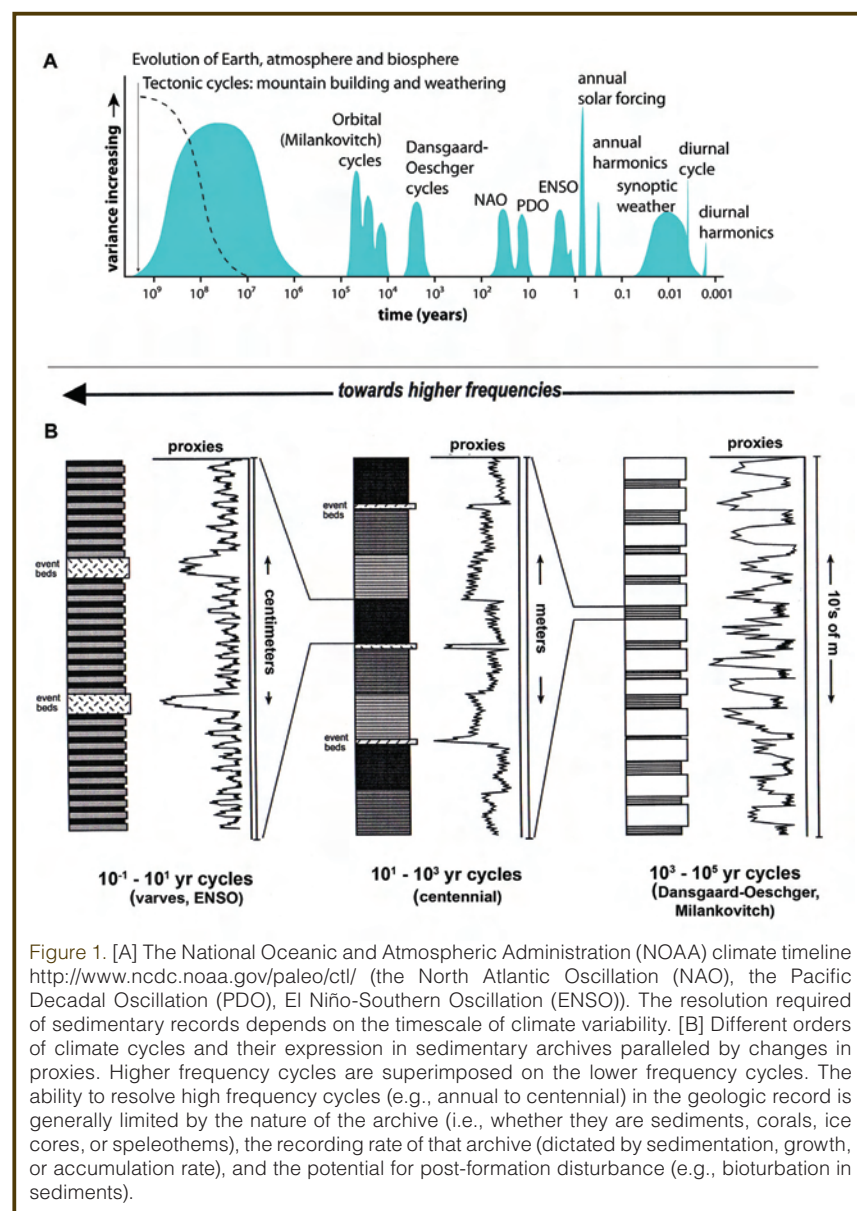 A
Evolution of Earth, atmosphere and biosphere
Tectonic cycles: mountain building and weathering
variance increasing
Orbital
(Milankovitch)
cycles
Dansgaard-
Oeschger
cycles
NAO
PDO
ENSO
annual
solar forcing
annual
harmonics
synoptic
weather
diurnal
cycle
diurnal
harmonics
10⁹ 10⁸ 10⁷ 10⁶ 10⁵ 10⁴ 10³ 10² 10 1 0.1 0.01 0.001
time (years)
towards higher frequencies
B
proxies
event
beds
event
beds
centimeters
10⁻¹ - 10¹ yr cycles
(varves, ENSO)
proxies
event
beds
event
beds
meters
10¹ - 10³ yr cycles
(centennial)
proxies
10's of m
10³ - 10⁵ yr cycles
(Dansgaard-Oeschger,
Milankovitch)
Figure 1. [A] The National Oceanic and Atmospheric Administration (NOAA) climate timeline
http://www.ncdc.noaa.gov/paleo/ctl/ (the North Atlantic Oscillation (NAO), the Pacific
Decadal Oscillation (PDO), El Niño-Southern Oscillation (ENSO)). The resolution required
of sedimentary records depends on the timescale of climate variability. [B] Different orders
of climate cycles and their expression in sedimentary archives paralleled by changes in
proxies. Higher frequency cycles are superimposed on the lower frequency cycles. The
ability to resolve high frequency cycles (e.g., annual to centennial) in the geologic record is
generally limited by the nature of the archive (i.e., whether they are sediments, corals, ice
cores, or speleothems), the recording rate of that archive (dictated by sedimentation, growth,
or accumulation rate), and the potential for post-formation disturbance (e.g., bioturbation in
sediments).